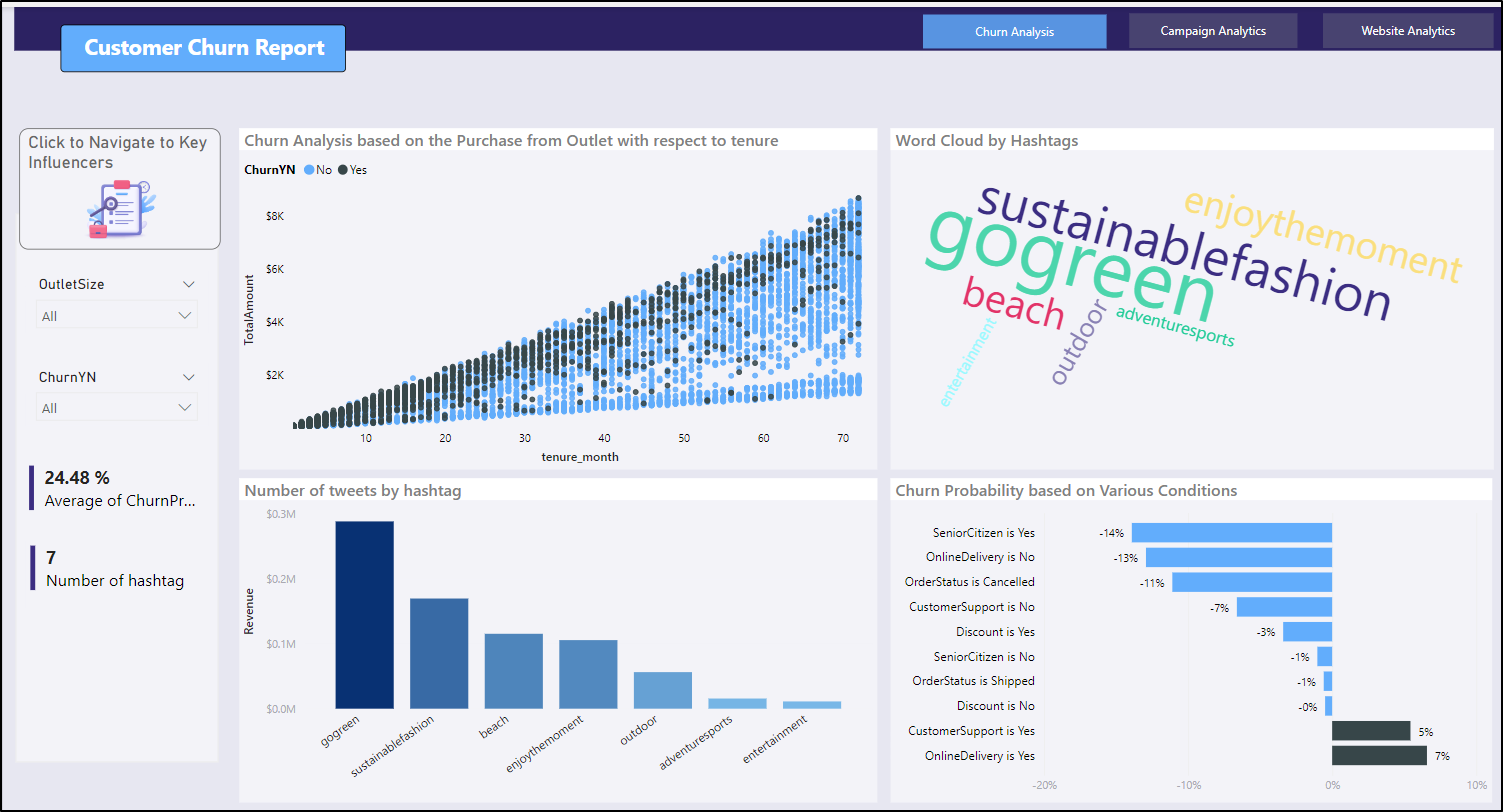 Customer Churn Report
Churn Analysis
Campaign Analytics
Website Analytics
Click to Navigate to Key
Influencers
OutletSize
All
ChurnYN
All
24.48 %
Average of ChurnPr...
7
Number of hashtag
Churn Analysis based on the Purchase from Outlet with respect to tenure
ChurnYN No Yes
TotalAmount
$8K
$6K
$4K
$2K
10 20 30 40 50 60 70
tenure_month
Word Cloud by Hashtags
sustainablefashion
enjoythemoment
gogreen
beach
outdoor
adventuresports
entertainment
Number of tweets by hashtag
Revenue
$0.3M
$0.2M
$0.1M
$0.0M
gogreen
sustainablefashion
beach
enjoythemoment
outdoor
adventuresports
entertainment
Churn Probability based on Various Conditions
SeniorCitizen is Yes -14%
OnlineDelivery is No -13%
OrderStatus is Cancelled -11%
CustomerSupport is No -7%
Discount is Yes -3%
SeniorCitizen is No -1%
OrderStatus is Shipped -1%
Discount is No -0%
CustomerSupport is Yes 5%
OnlineDelivery is Yes 7%
-20% -10% 0% 10%